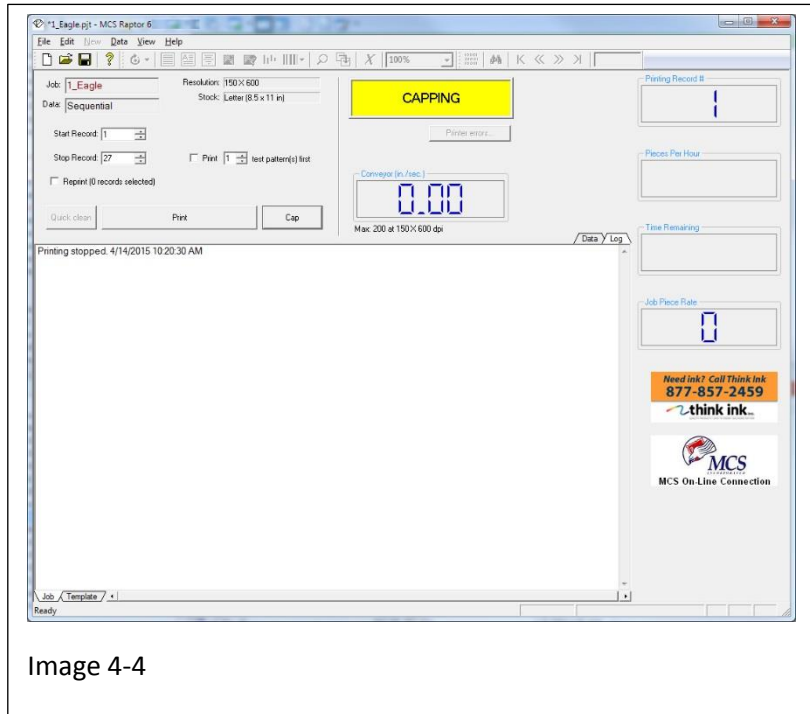 *1_Eagle.pjt - MCS Raptor 6
File Edit New Data View Help
100%
Job: 1_Eagle
Data: Sequential
Resolution: 150 X 600
Stock: Letter (8.5 x 11 in)
Start Record: 1
Stop Record: 27
Print 1 test pattern(s) first
Reprint (0 records selected)
Quick clean Print Cap
CAPPING
Printer errors...
Conveyor (in./sec.)
0.00
Max: 200 at 150 X 600 dpi
Data Log
Printing Record #
1
Pieces Per Hour
Time Remaining
Job Piece Rate
0
Printing stopped. 4/14/2015 10:20:30 AM
Need ink? Call Think Ink
877-857-2459
think ink
MCS
MCS On-Line Connection
Job Template
Ready
Image 4-4